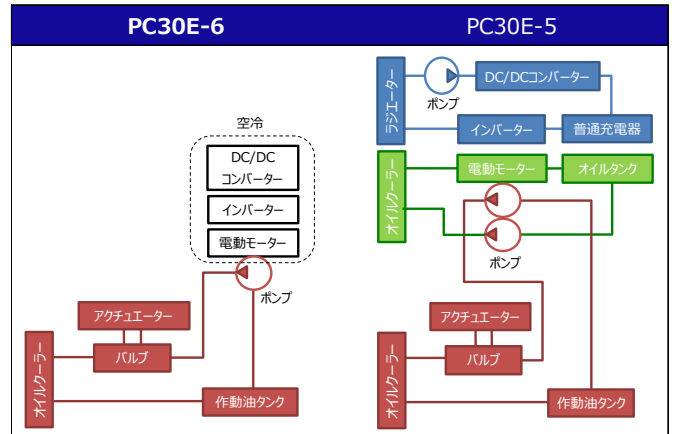 PC30E-6
PC30E-5
空冷
DC/DC
コンバーター
インバーター
電動モーター
ポンプ
アクチュエーター
バルブ
オイルクーラー
作動油タンク
ラジエーター
ポンプ
DC/DCコンバーター
インバーター
普通充電器
オイルクーラー
電動モーター
オイルタンク
ポンプ
アクチュエーター
バルブ
オイルクーラー
作動油タンク